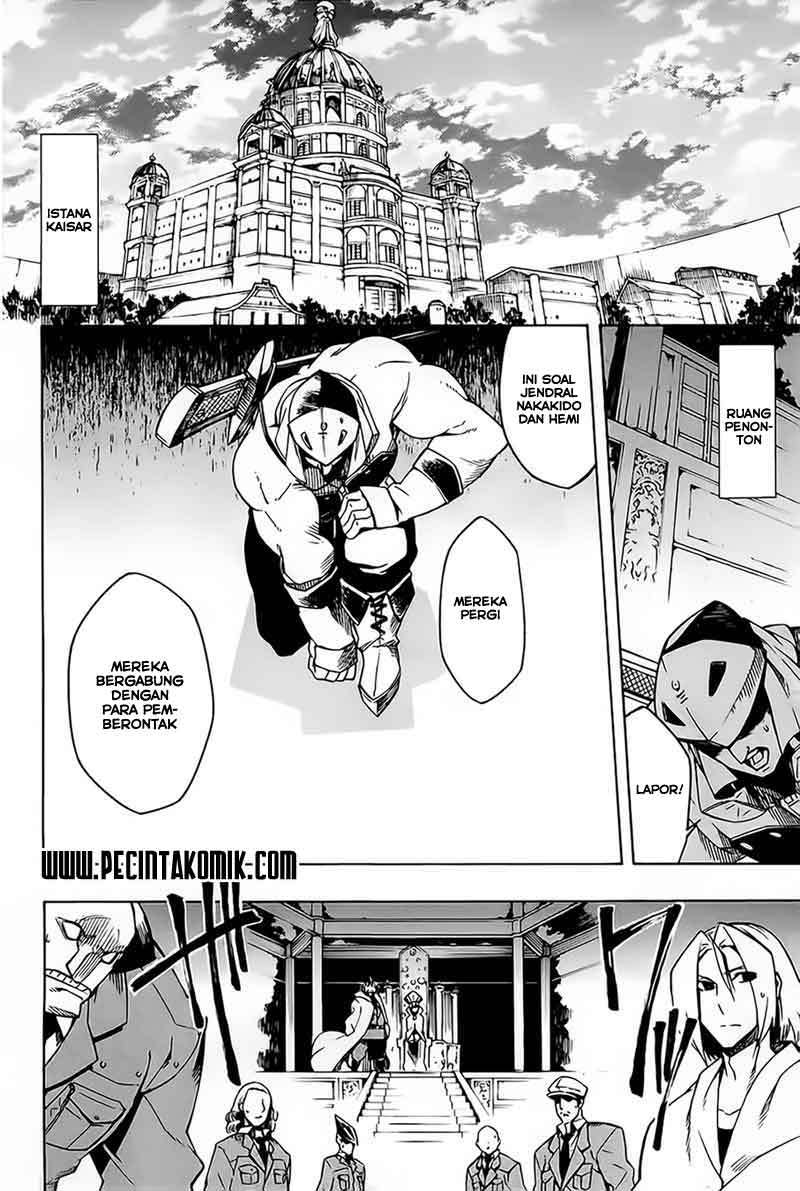 ISTANA
KAISAR
RUANG
PENON-
TON
LAPOR!
INI SOAL
JENDRAL
NAKAKIDO
DAN HEMI
MEREKA
PERGI
MEREKA
BERGABUNG
DENGAN
PARA PEM-
BERONTAK
WWW.PECINTAKOMIK.COM